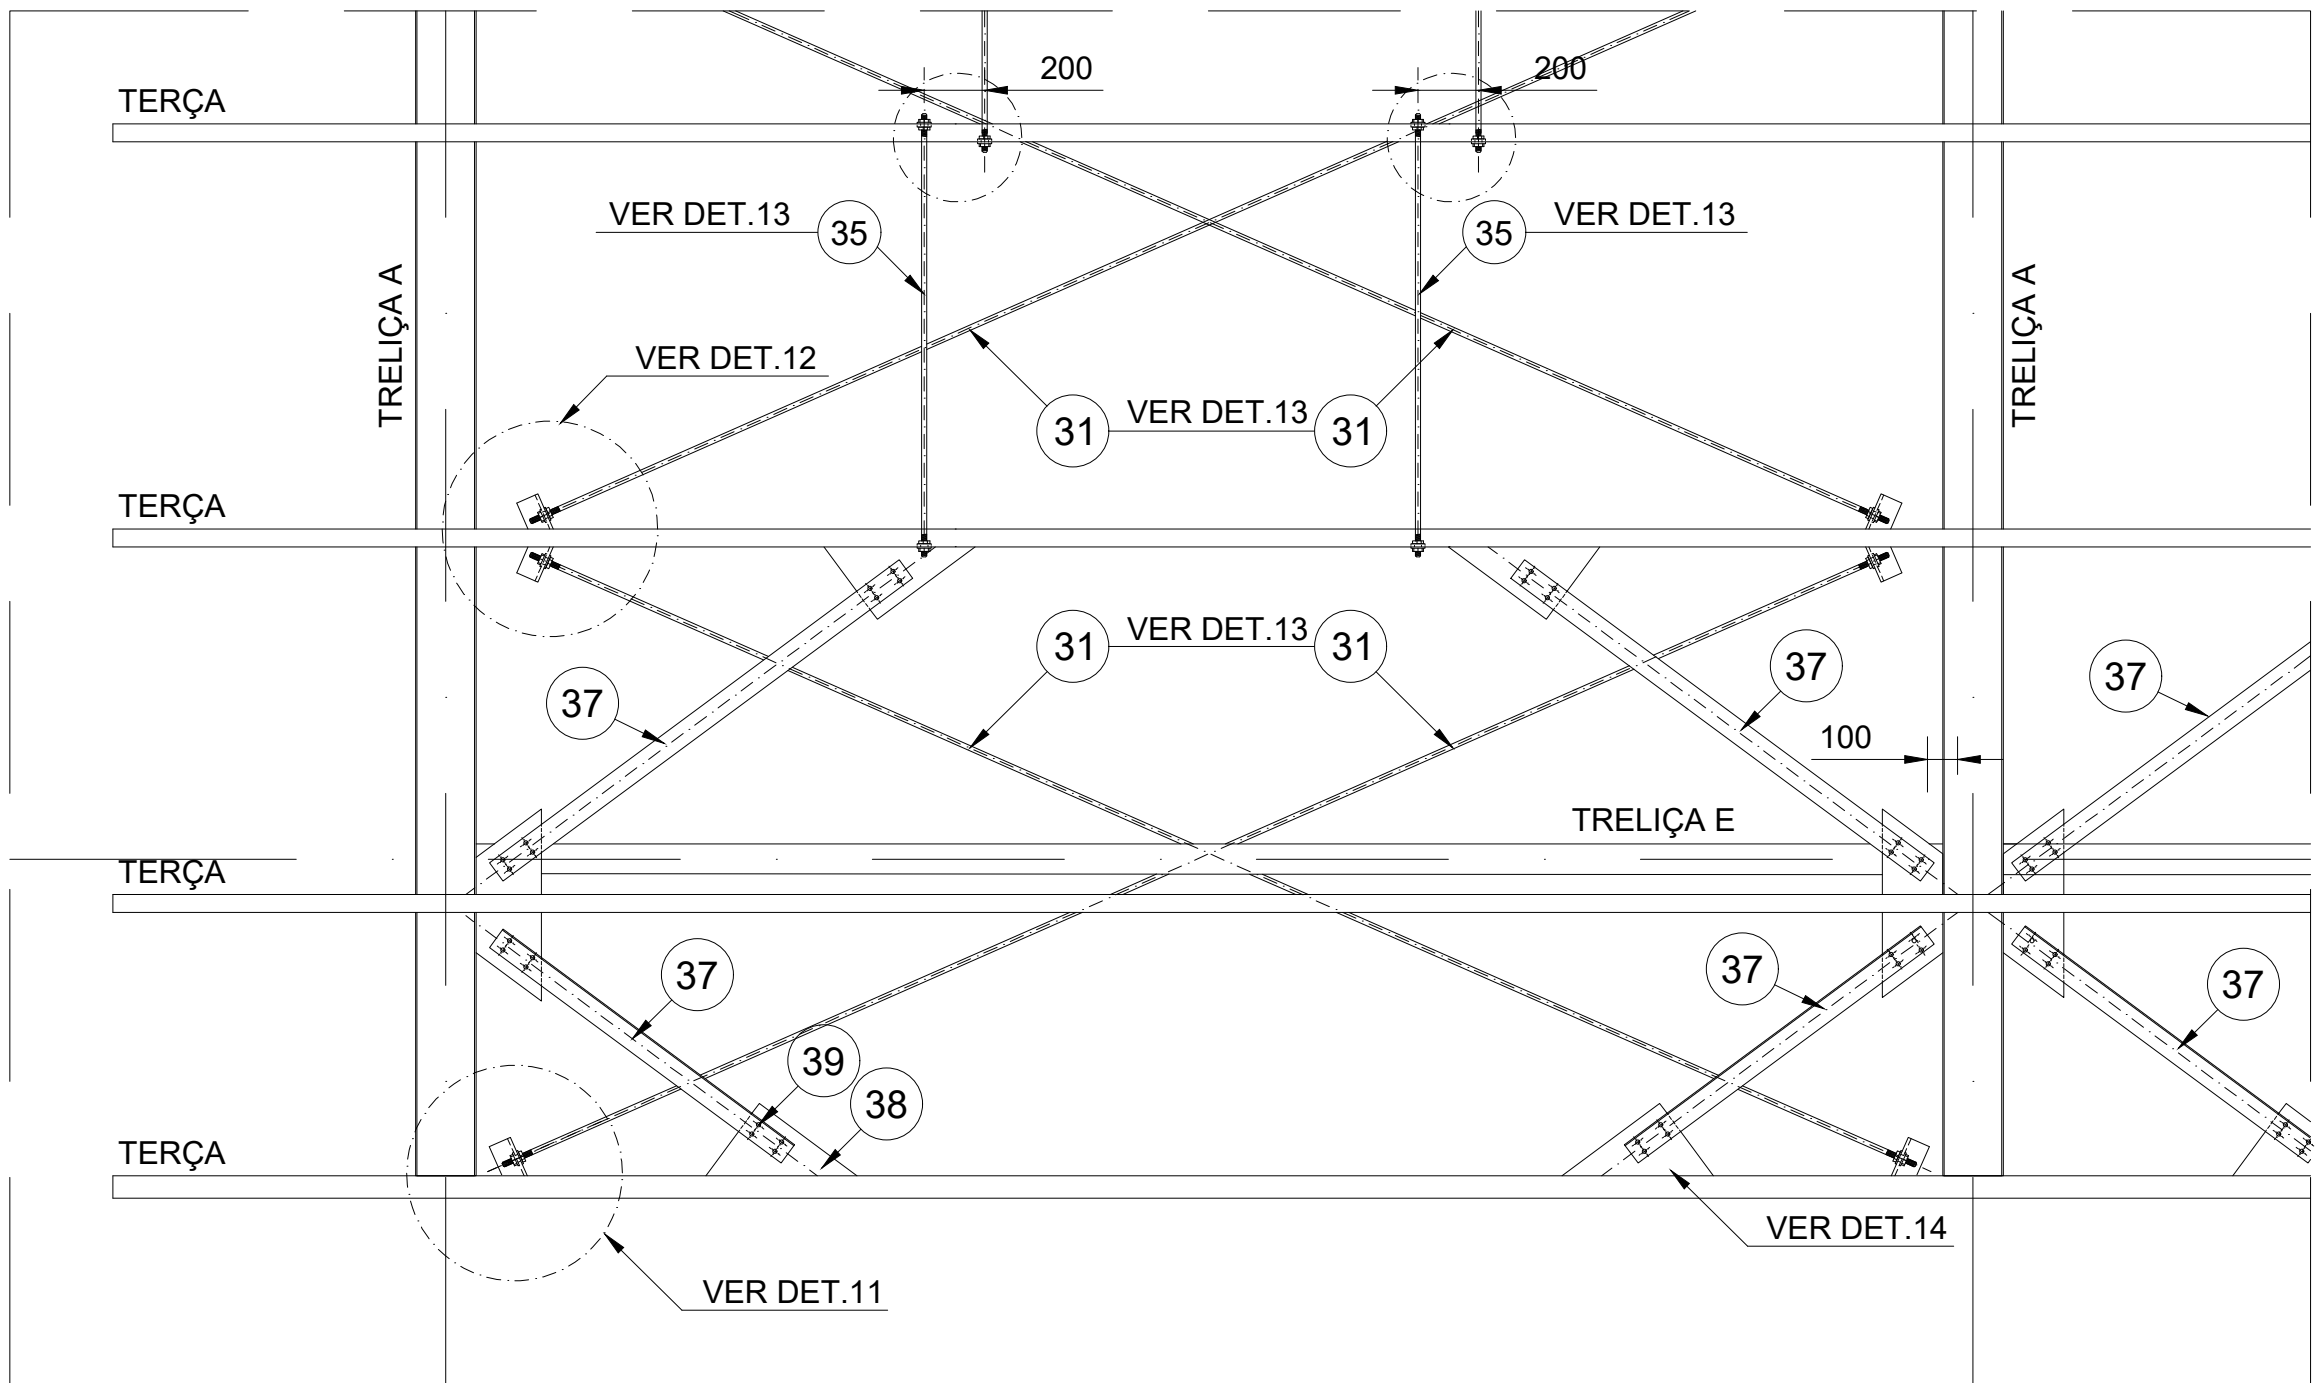 200
200
TERÇA
VER DET.13
35
35
VER DET.13
TRELIÇA A
TRELIÇA A
VER DET.12
31
VER DET.13
31
TERÇA
31
VER DET.13
31
37
37
37
100
TRELIÇA E
TERÇA
37
37
37
39
38
TERÇA
VER DET.14
VER DET.11